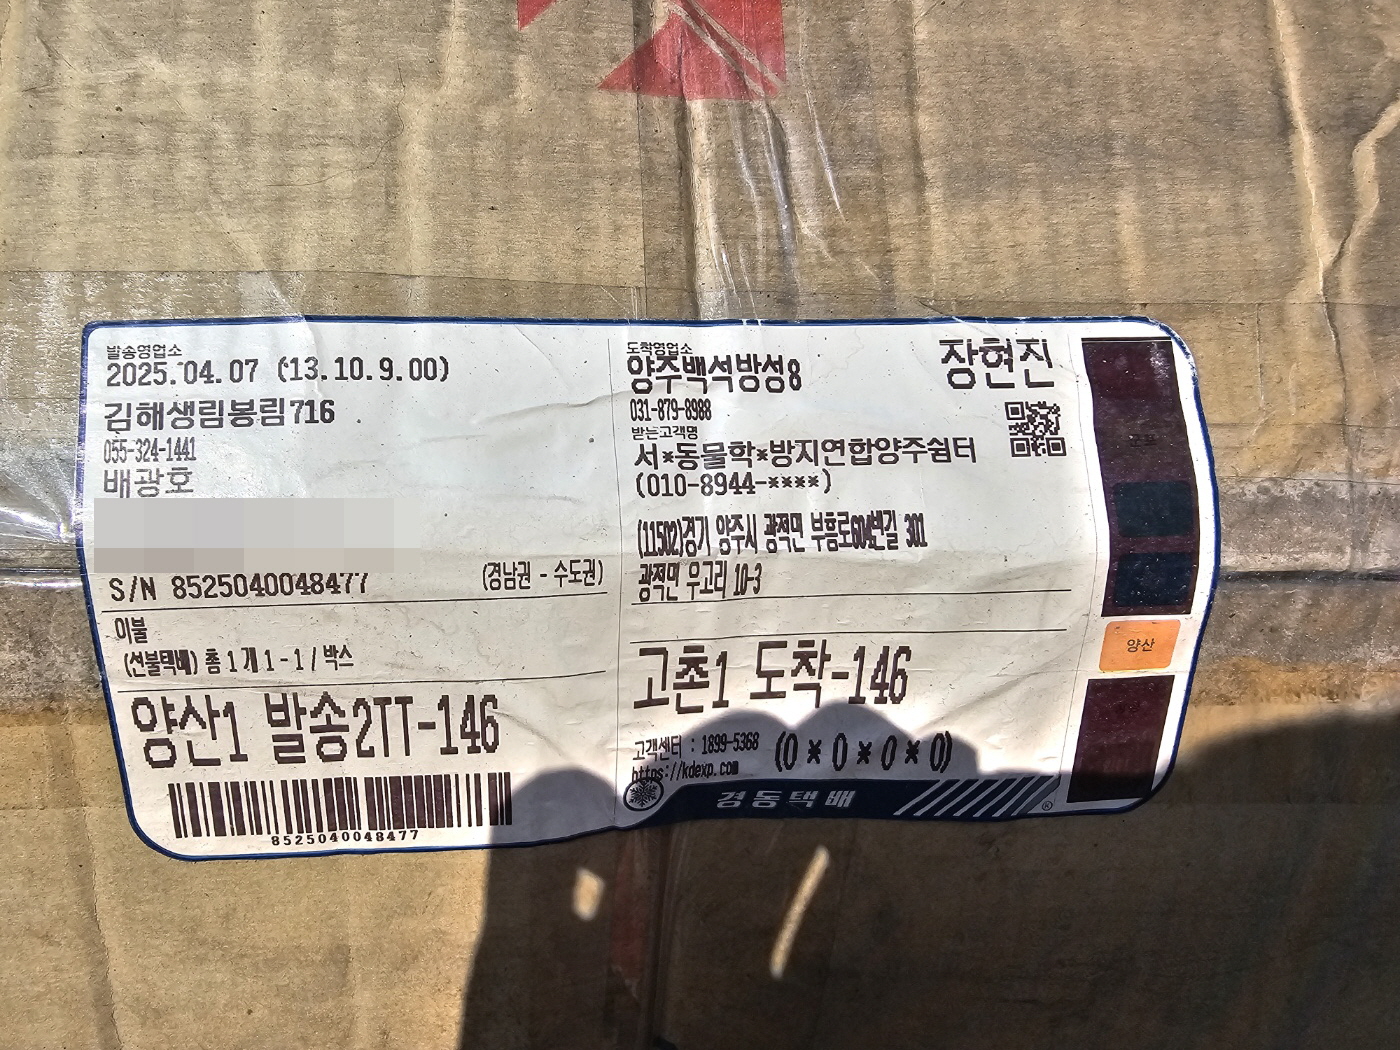 발송영업소
2025.04.07 (13.10.9.00)
김해생림봉림716
055-324-1441
배광호
S/N 8525040048477
(경남권 - 수도권)
이불
(선불택배) 총 1개 1-1 / 박스
양산1 발송2TT-146
8525040048477
도착영업소
양주백석방성8
장현진
031-879-8988
받는고객명
서*동물학*방지연합양주쉼터
(010-8944-****)
(11502)경기 양주시 광적면 부흥로604번길 301
광적면 우고리 10-3
고촌1 도착-146
고객센터 : 1899-5368
(0 * 0 * 0 * 0)
https://kdexp.com
경동택배
®
양산